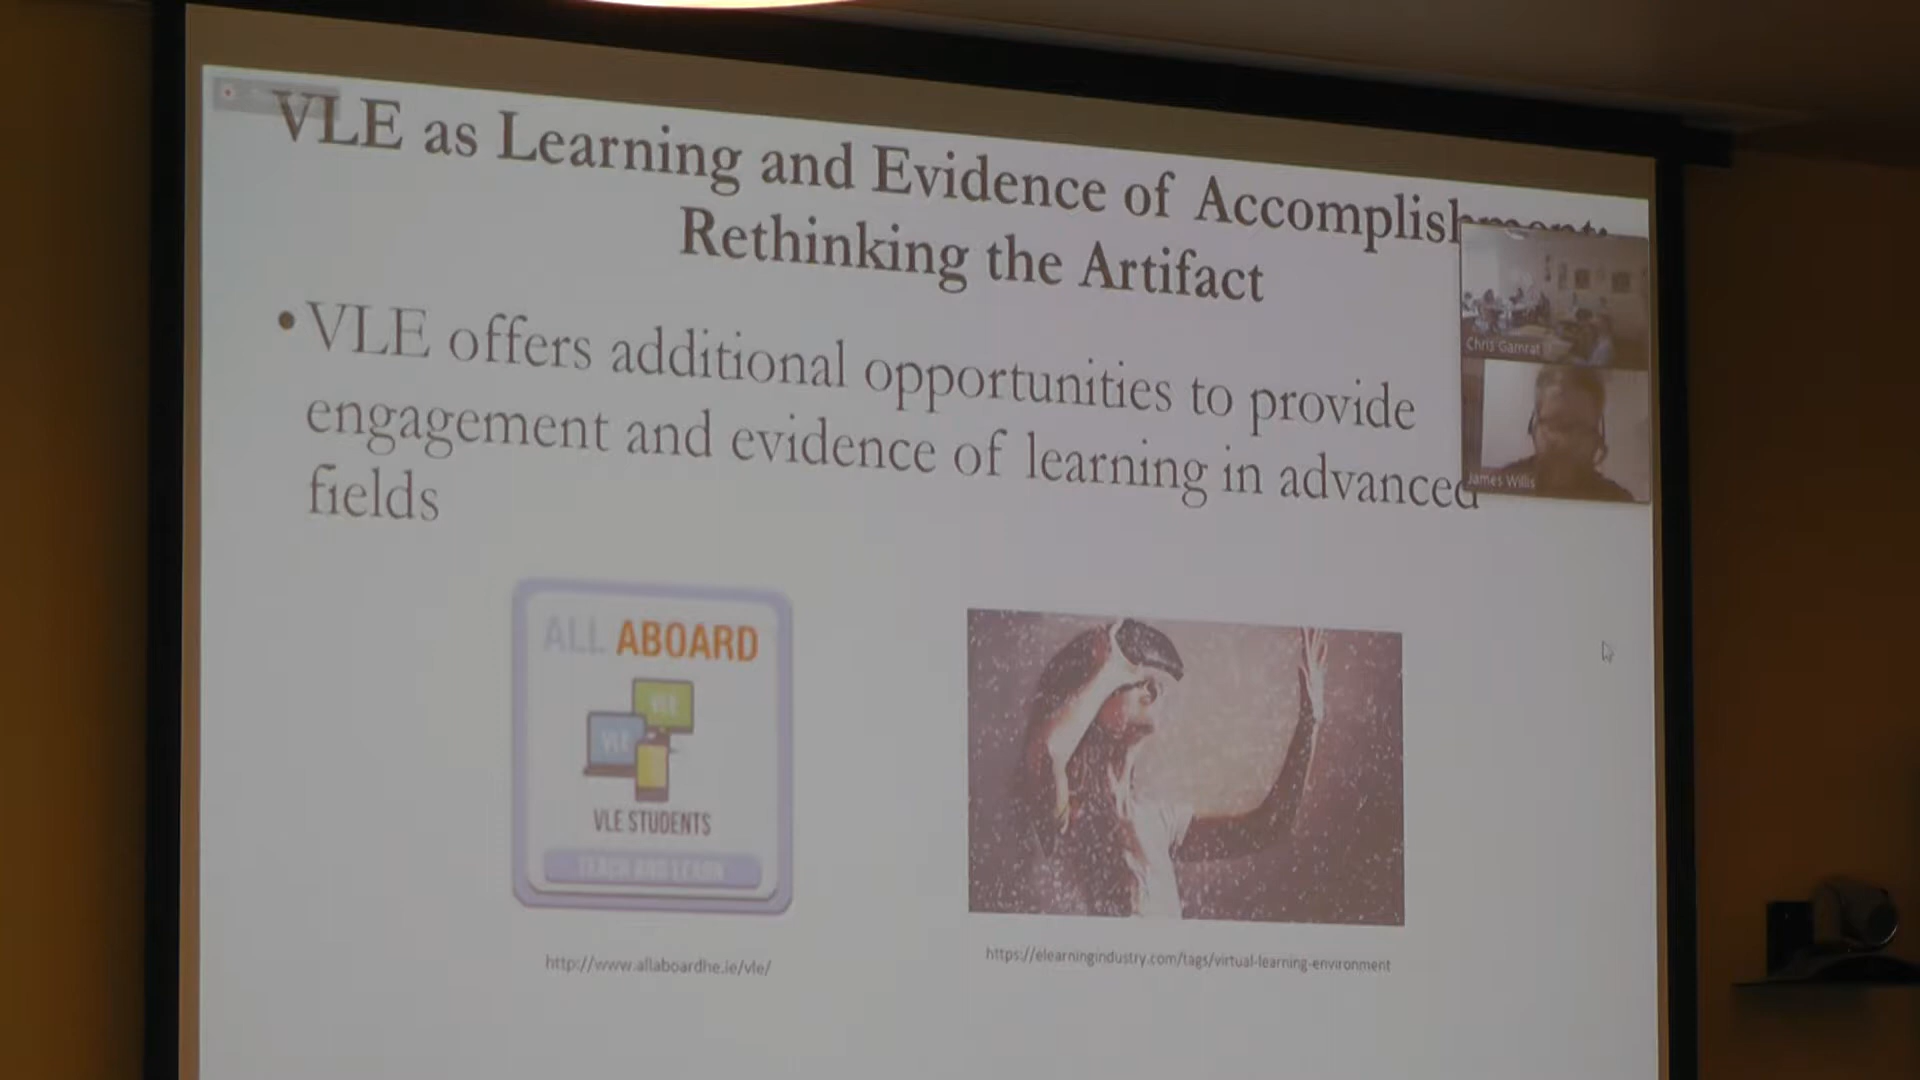 VLE as Learning and Evidence of Accomplishment:
Rethinking the Artifact
• VLE offers additional opportunities to provide
engagement and evidence of learning in advanced
fields
Chris Gamrat
James Willis
ALL ABOARD
VLE
VLE
VLE STUDENTS
TEACH AND LEARN
http://www.allaboardhe.ie/vle/
https://elearningindustry.com/tags/virtual-learning-environment